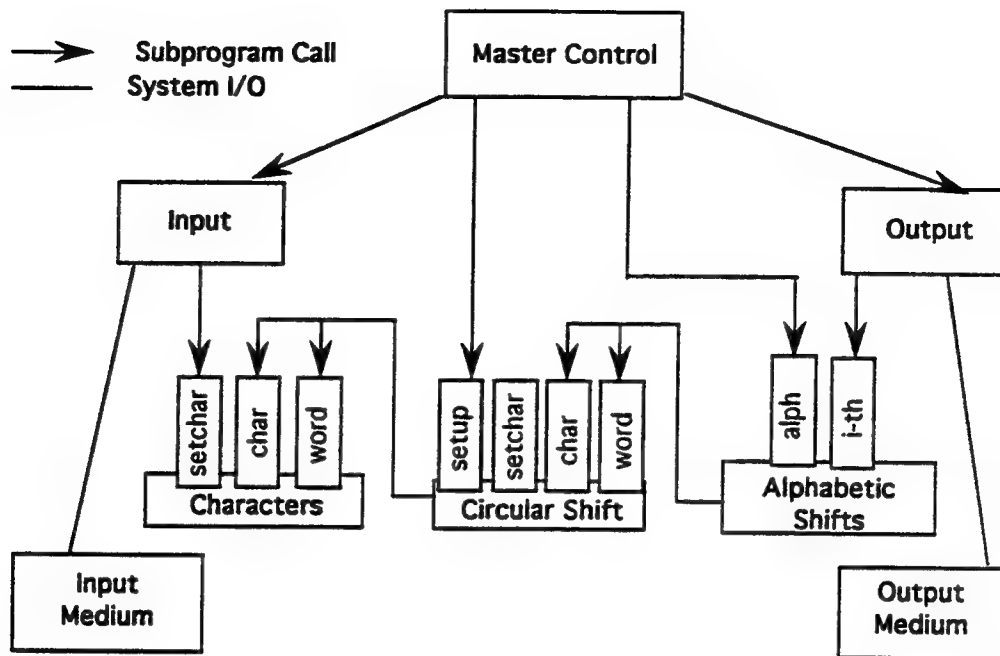 Subprogram Call
System I/O
Master Control
Input
Output
setchar
char
word
Characters
setup
setchar
char
word
Circular Shift
alph
i-th
Alphabetic
Shifts
Input
Medium
Output
Medium